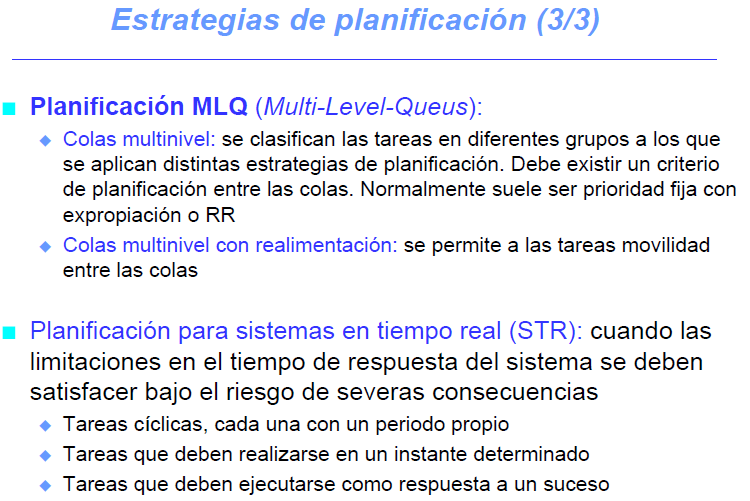 Estrategias de planificación (3/3)
Planificación MLQ (Multi-Level-Queus):
Colas multinivel: se clasifican las tareas en diferentes grupos a los que
se aplican distintas estrategias de planificación. Debe existir un criterio
de planificación entre las colas. Normalmente suele ser prioridad fija con
expropiación o RR
Colas multinivel con realimentación: se permite a las tareas movilidad
entre las colas
Planificación para sistemas en tiempo real (STR): cuando las
limitaciones en el tiempo de respuesta del sistema se deben
satisfacer bajo el riesgo de severas consecuencias
Tareas cíclicas, cada una con un periodo propio
Tareas que deben realizarse en un instante determinado
Tareas que deben ejecutarse como respuesta a un suceso